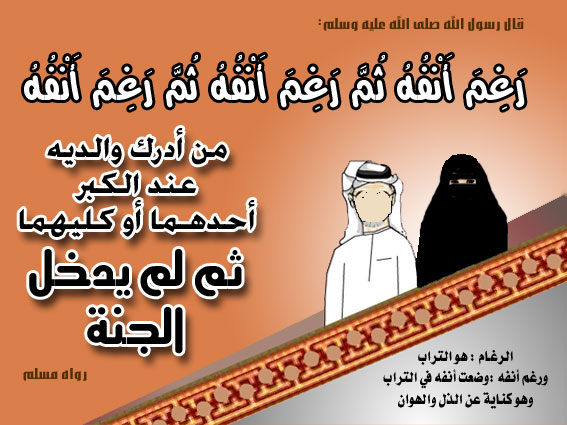 قال رسول الله صلى الله عليه وسلم :
رَغِمَ أَنْفُهُ ثُمَّ رَغِمَ أَنْفُهُ ثُمَّ رَغِمَ أَنْفُهُ
من أدرك والديه
عند الكبر
أحدهما أو كليهما
ثم لم يدخل
الجنة
رواه مسلم
الرغام : هو التراب
ورغم أنفه :وضعت أنفه في التراب
وهو كناية عن الذل والهوان